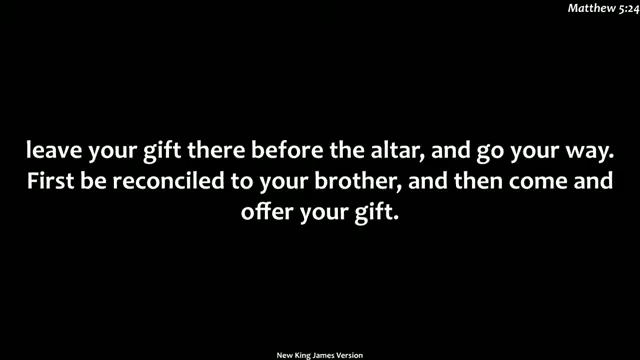 Matthew 5:24
leave your gift there before the altar, and go your way.
First be reconciled to your brother, and then come and
offer your gift.
New King James Version